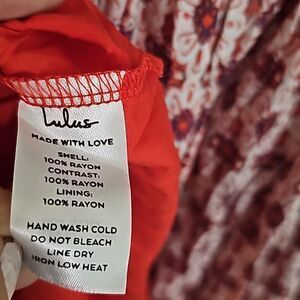 Lulus
MADE WITH LOVE
SHELL:
100% RAYON
CONTRAST:
100% RAYON
LINING:
100% RAYON
HAND WASH COLD
DO NOT BLEACH
LINE DRY
IRON LOW HEAT